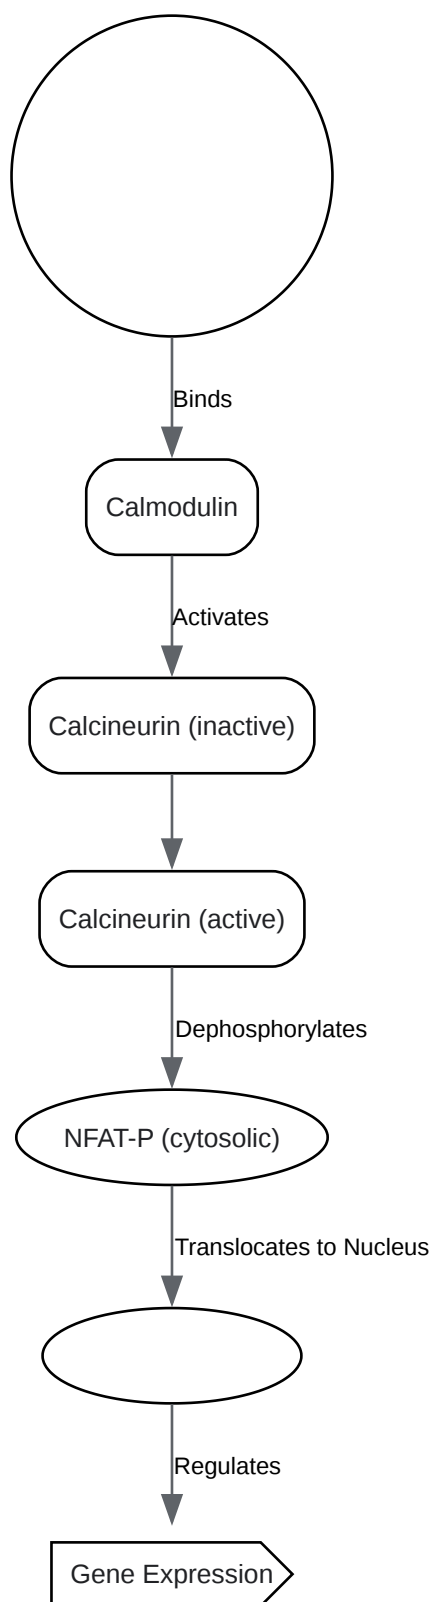 Binds
Calmodulin
Activates
Calcineurin (inactive)
Calcineurin (active)
Dephosphorylates
NFAT-P (cytosolic)
Translocates to Nucleus
Regulates
Gene Expression